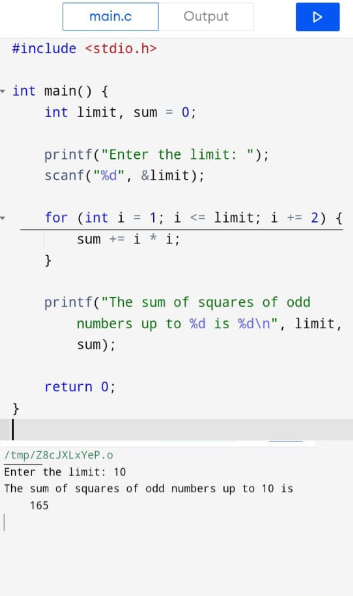 main.c Output
#include <stdio.h>
int main() {
int limit, sum = 0;
printf("Enter the limit: ");
scanf("%d", &limit);
for (int i = 1; i <= limit; i += 2) {
sum += i * i;
}
printf("The sum of squares of odd
numbers up to %d is %d\n", limit,
sum);
return 0;
}
/tmp/Z8cJXLxYeP.o
Enter the limit: 10
The sum of squares of odd numbers up to 10 is
165